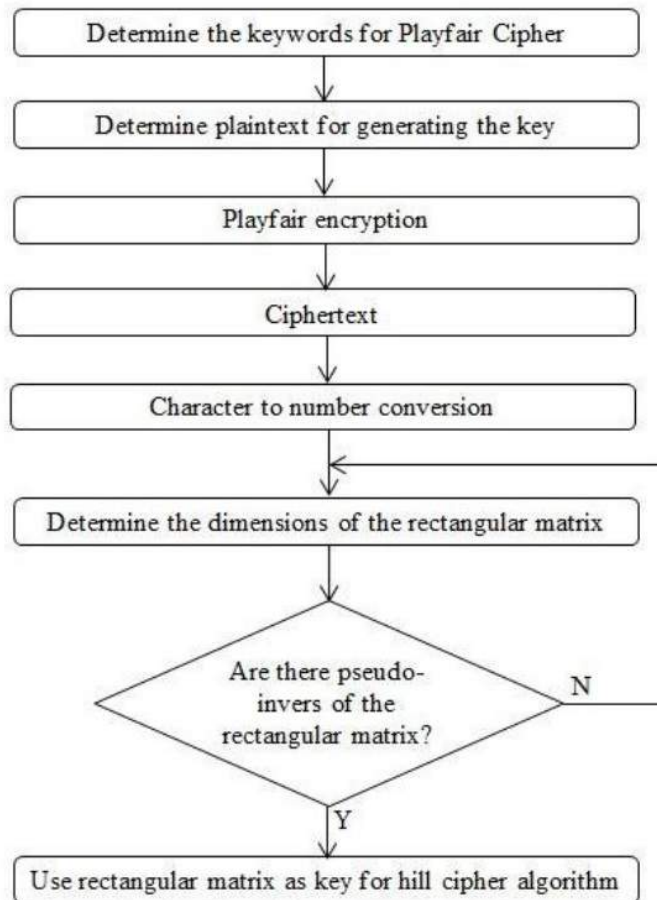 Determine the keywords for Playfair Cipher
Determine plaintext for generating the key
Playfair encryption
Ciphertext
Character to number conversion
Determine the dimensions of the rectangular matrix
Are there pseudo-
invers of the
rectangular matrix?
N
Y
Use rectangular matrix as key for hill cipher algorithm